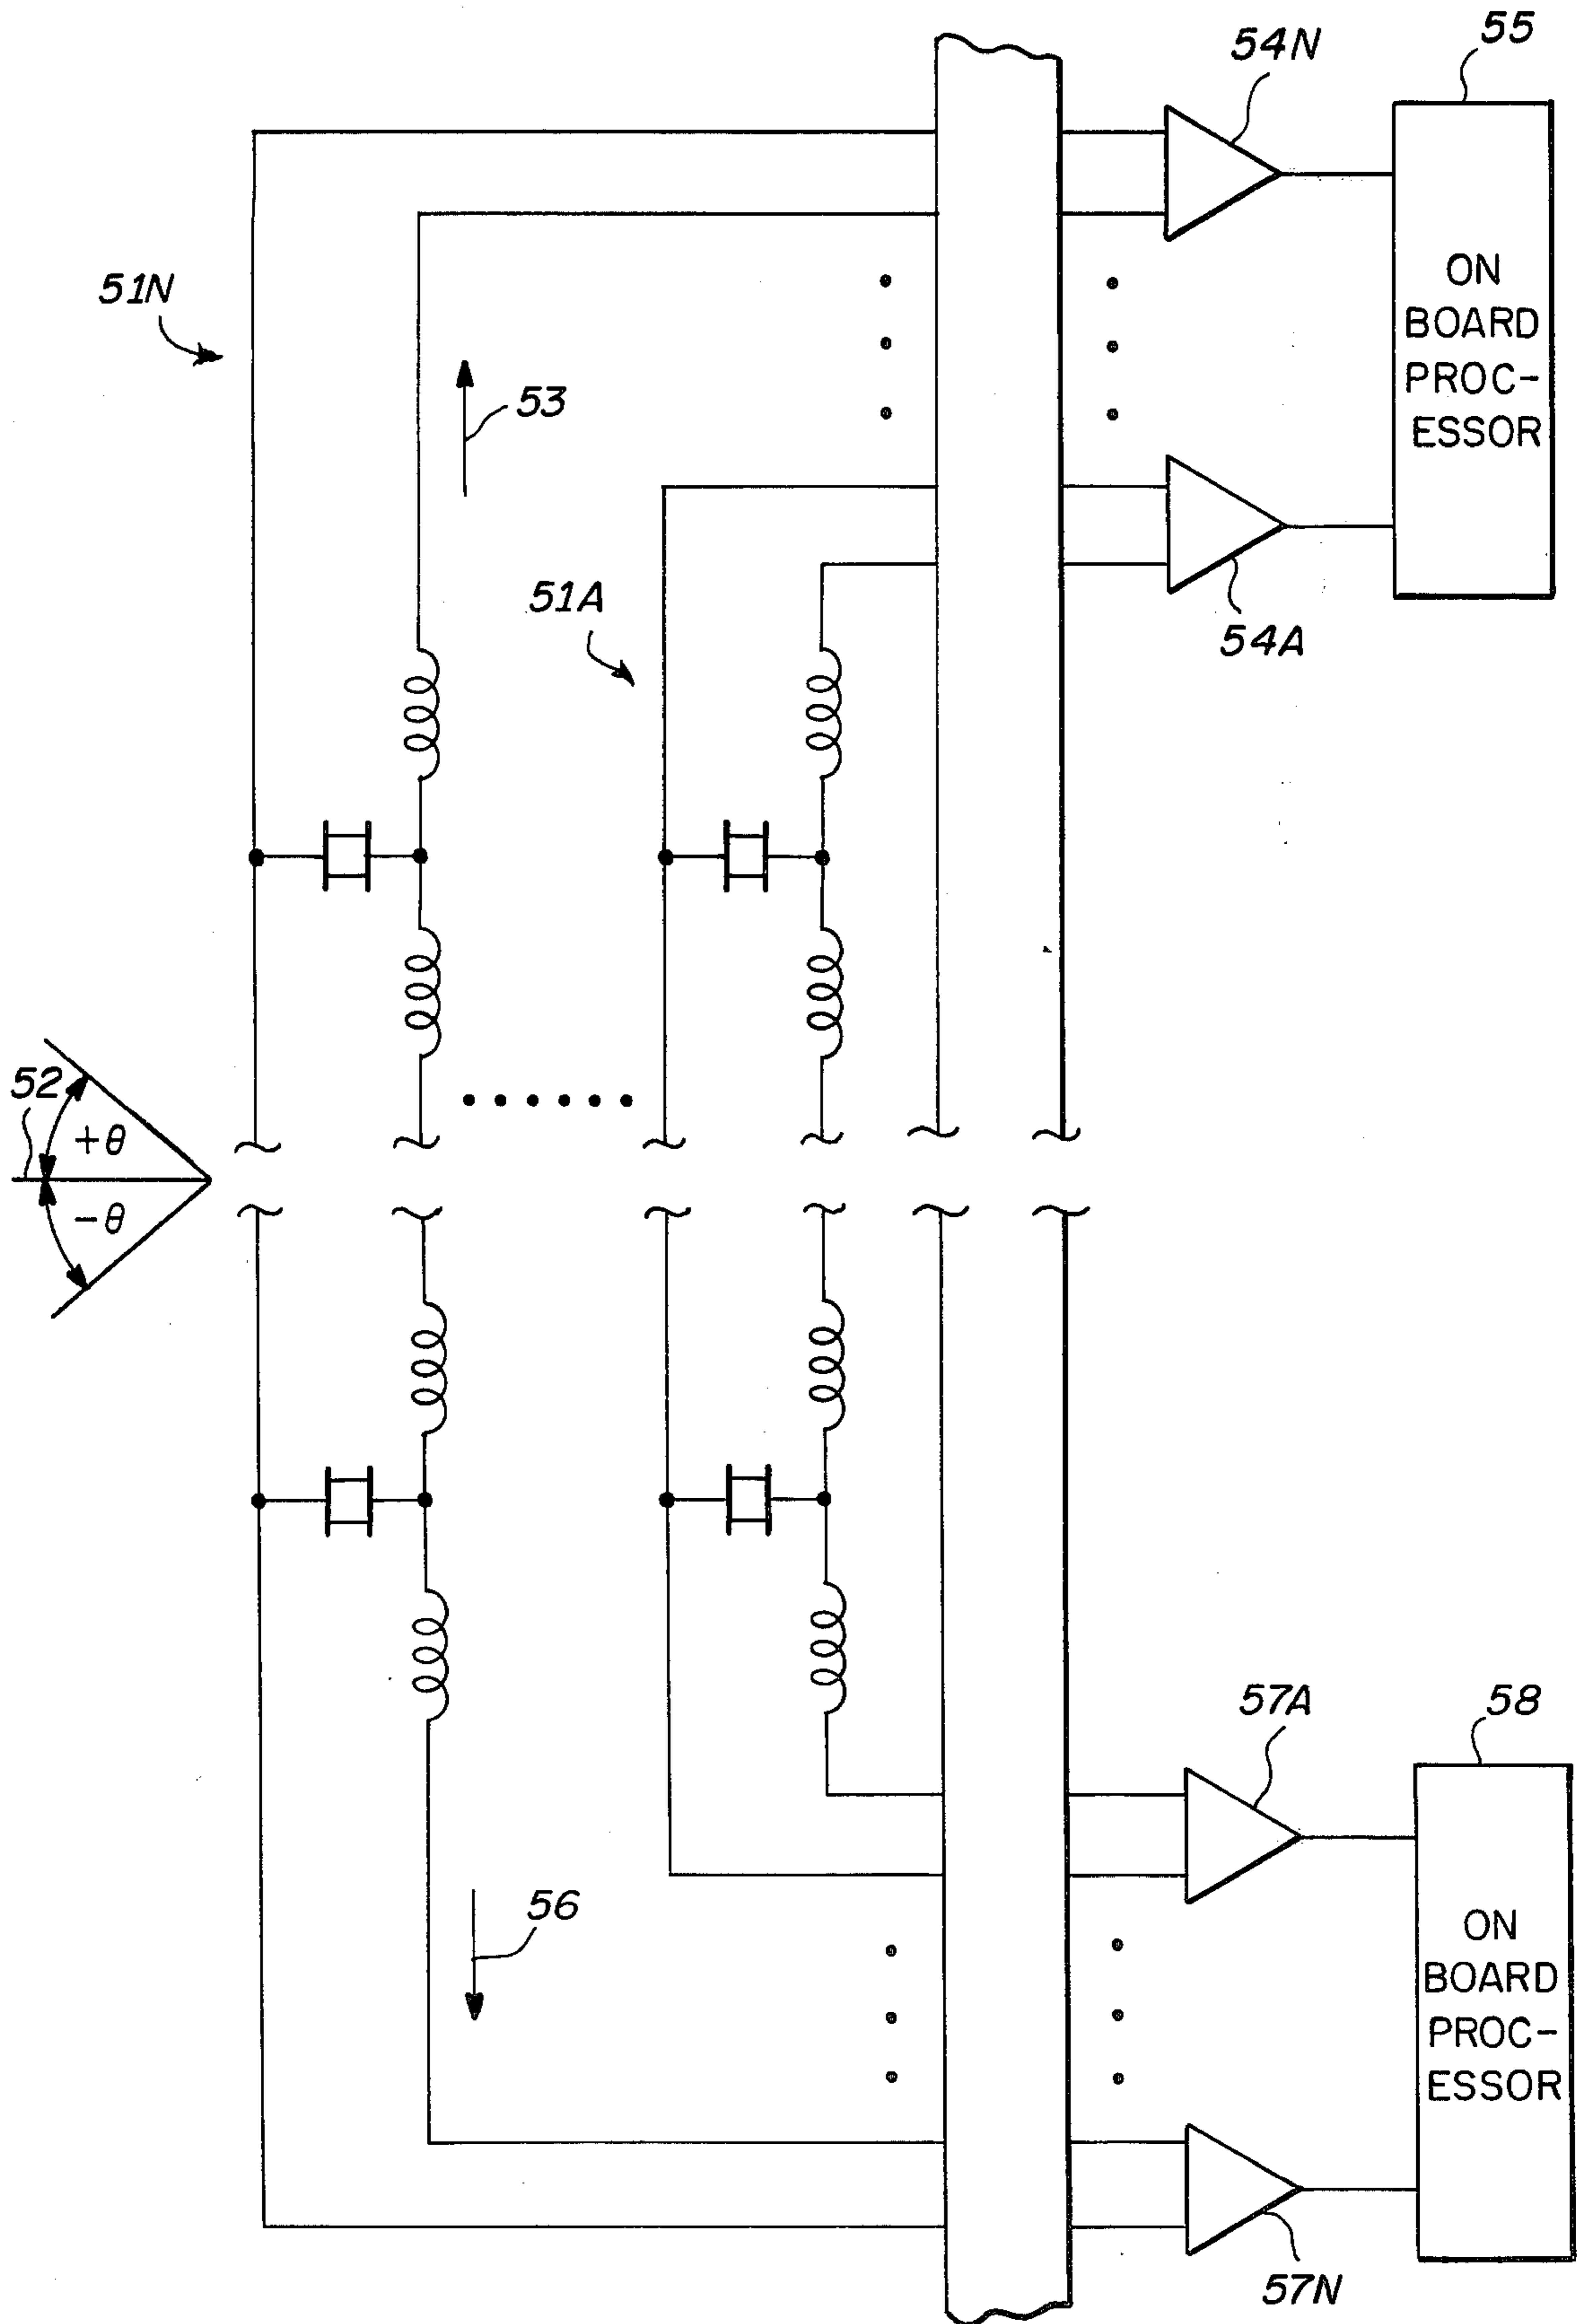 55
54N
ON
BOARD
PROC-
ESSOR
51N
53
51A
54A
52
+θ
-θ
57A
58
56
ON
BOARD
PROC-
ESSOR
57N